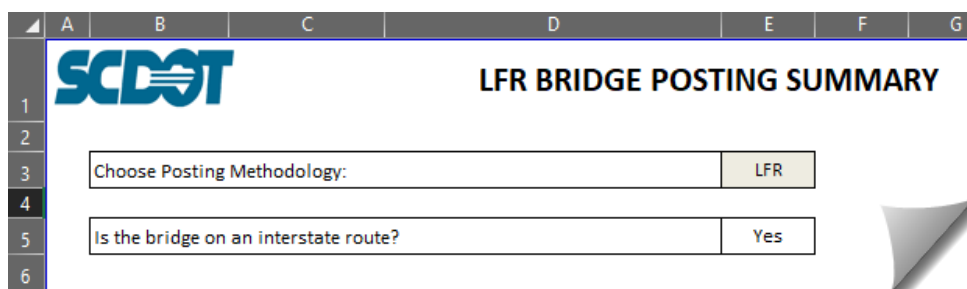 A B C D E F G
1 SCDOT LFR BRIDGE POSTING SUMMARY
2
3 Choose Posting Methodology: LFR
4
5 Is the bridge on an interstate route? Yes
6